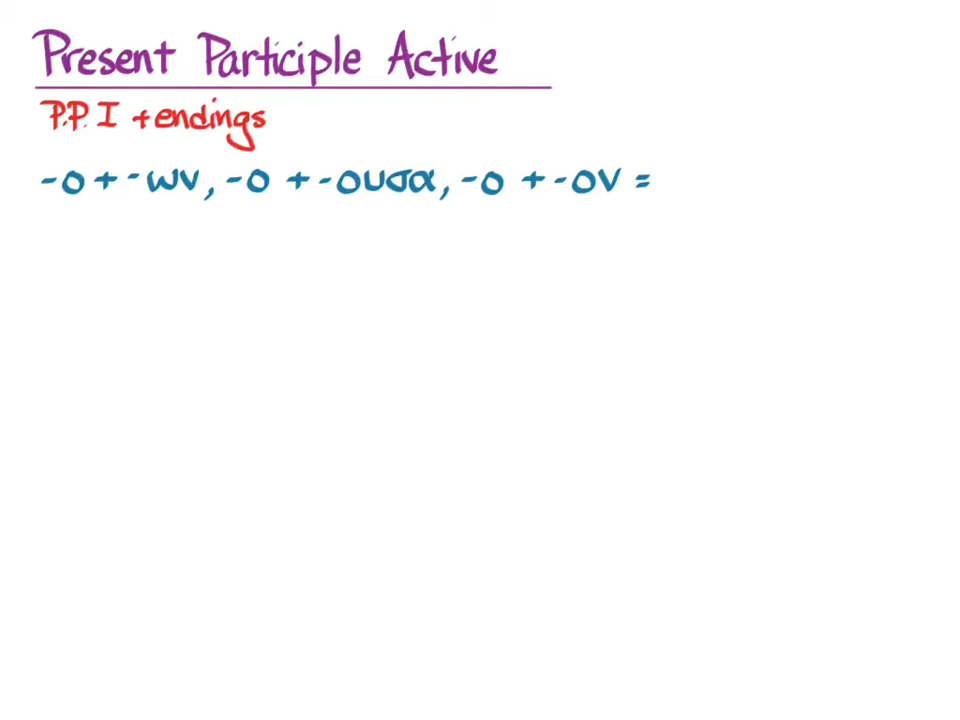 Present Participle Active
P.P. I + endings
-ο + -ων, -ο + -ουσα, -ο + -ον =